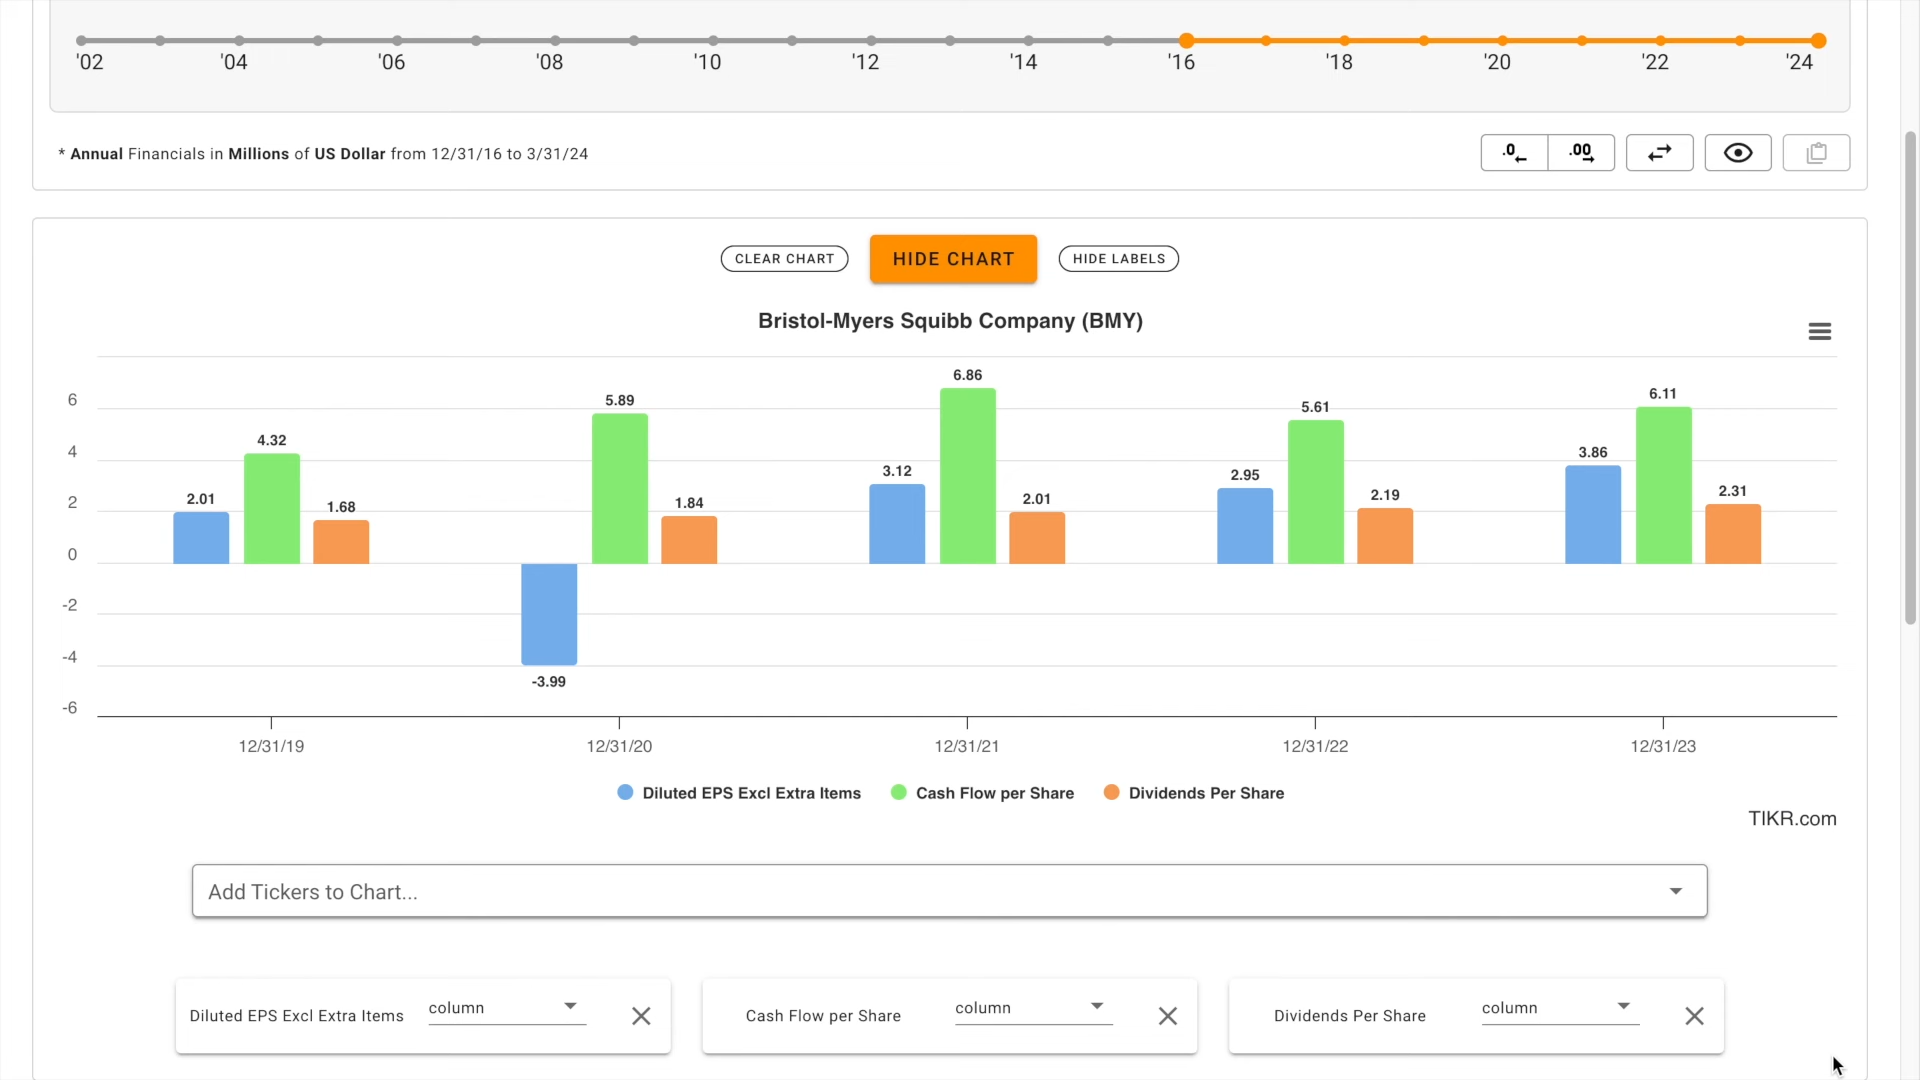 '02 '04 '06 '08 '10 '12 '14 '16 '18 '20 '22 '24
* Annual Financials in Millions of US Dollar from 12/31/16 to 3/31/24
.0 .00
CLEAR CHART HIDE CHART HIDE LABELS
Bristol-Myers Squibb Company (BMY)
6
4
2
0
-2
-4
-6
2.01 4.32 1.68
-3.99 5.89 1.84
3.12 6.86 2.01
2.95 5.61 2.19
3.86 6.11 2.31
12/31/19 12/31/20 12/31/21 12/31/22 12/31/23
Diluted EPS Excl Extra Items Cash Flow per Share Dividends Per Share
TIKR.com
Add Tickers to Chart...
Diluted EPS Excl Extra Items column Cash Flow per Share column Dividends Per Share column